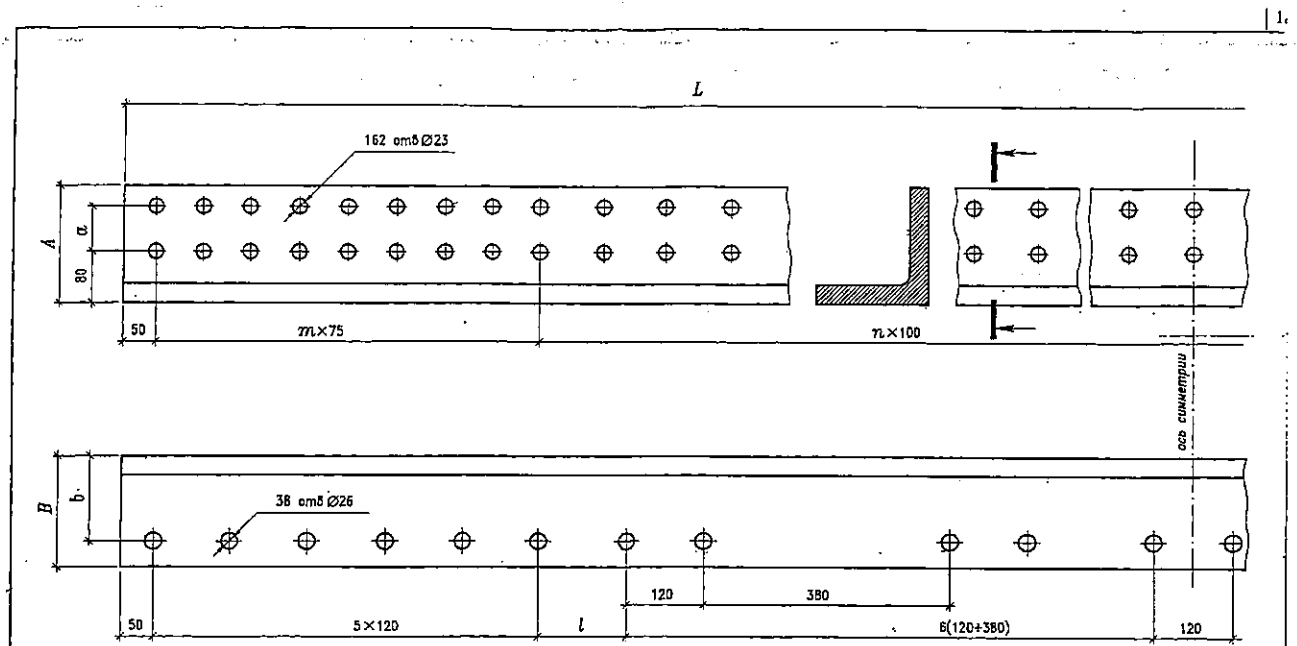 1.
L
162 отв Ø23
A
a
80
50
m×75
n×100
ось симметрии
B
b
38 отв Ø26
120
380
50
5×120
l
6(120+380)
120